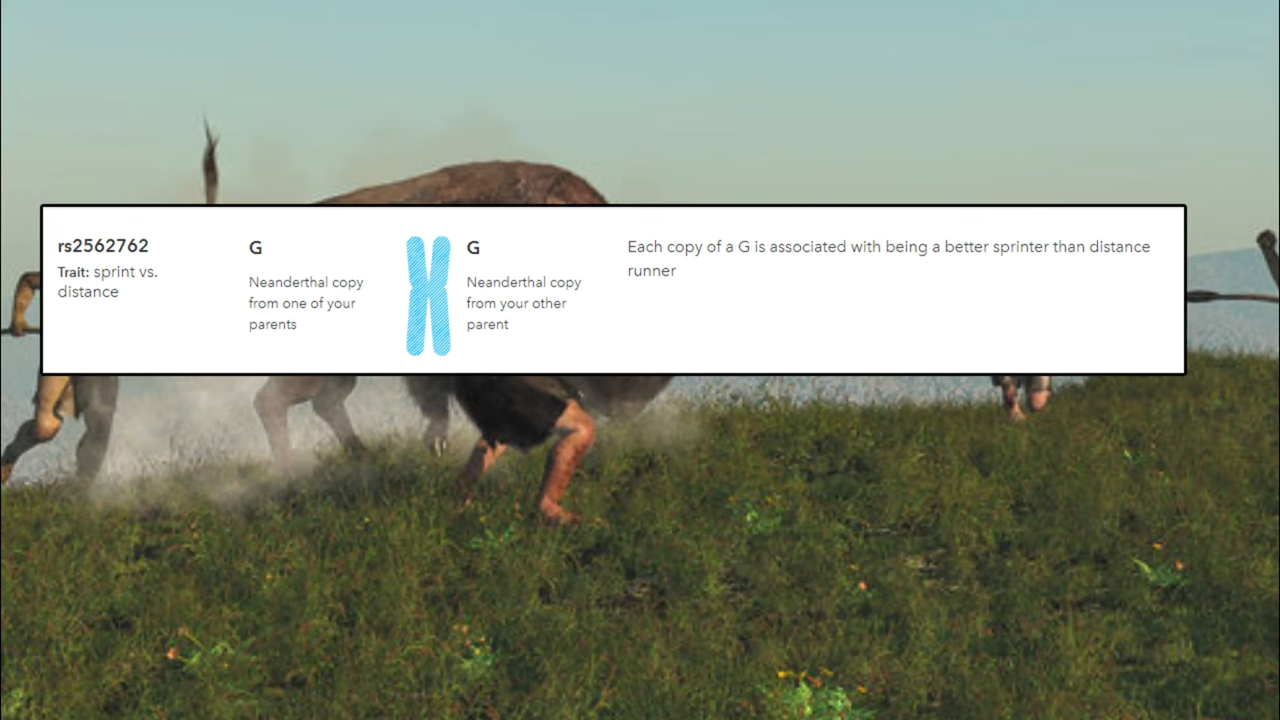 rs2562762
Trait: sprint vs.
distance
G
Neanderthal copy
from one of your
parents
G
Neanderthal copy
from your other
parent
Each copy of a G is associated with being a better sprinter than distance
runner